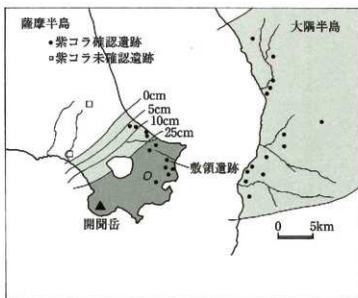 薩摩半島
•紫コラ確認遺跡
□紫コラ未確認遺跡
大隅半島
0cm
5cm
10cm
25cm
敷領遺跡
開聞岳
0 5km